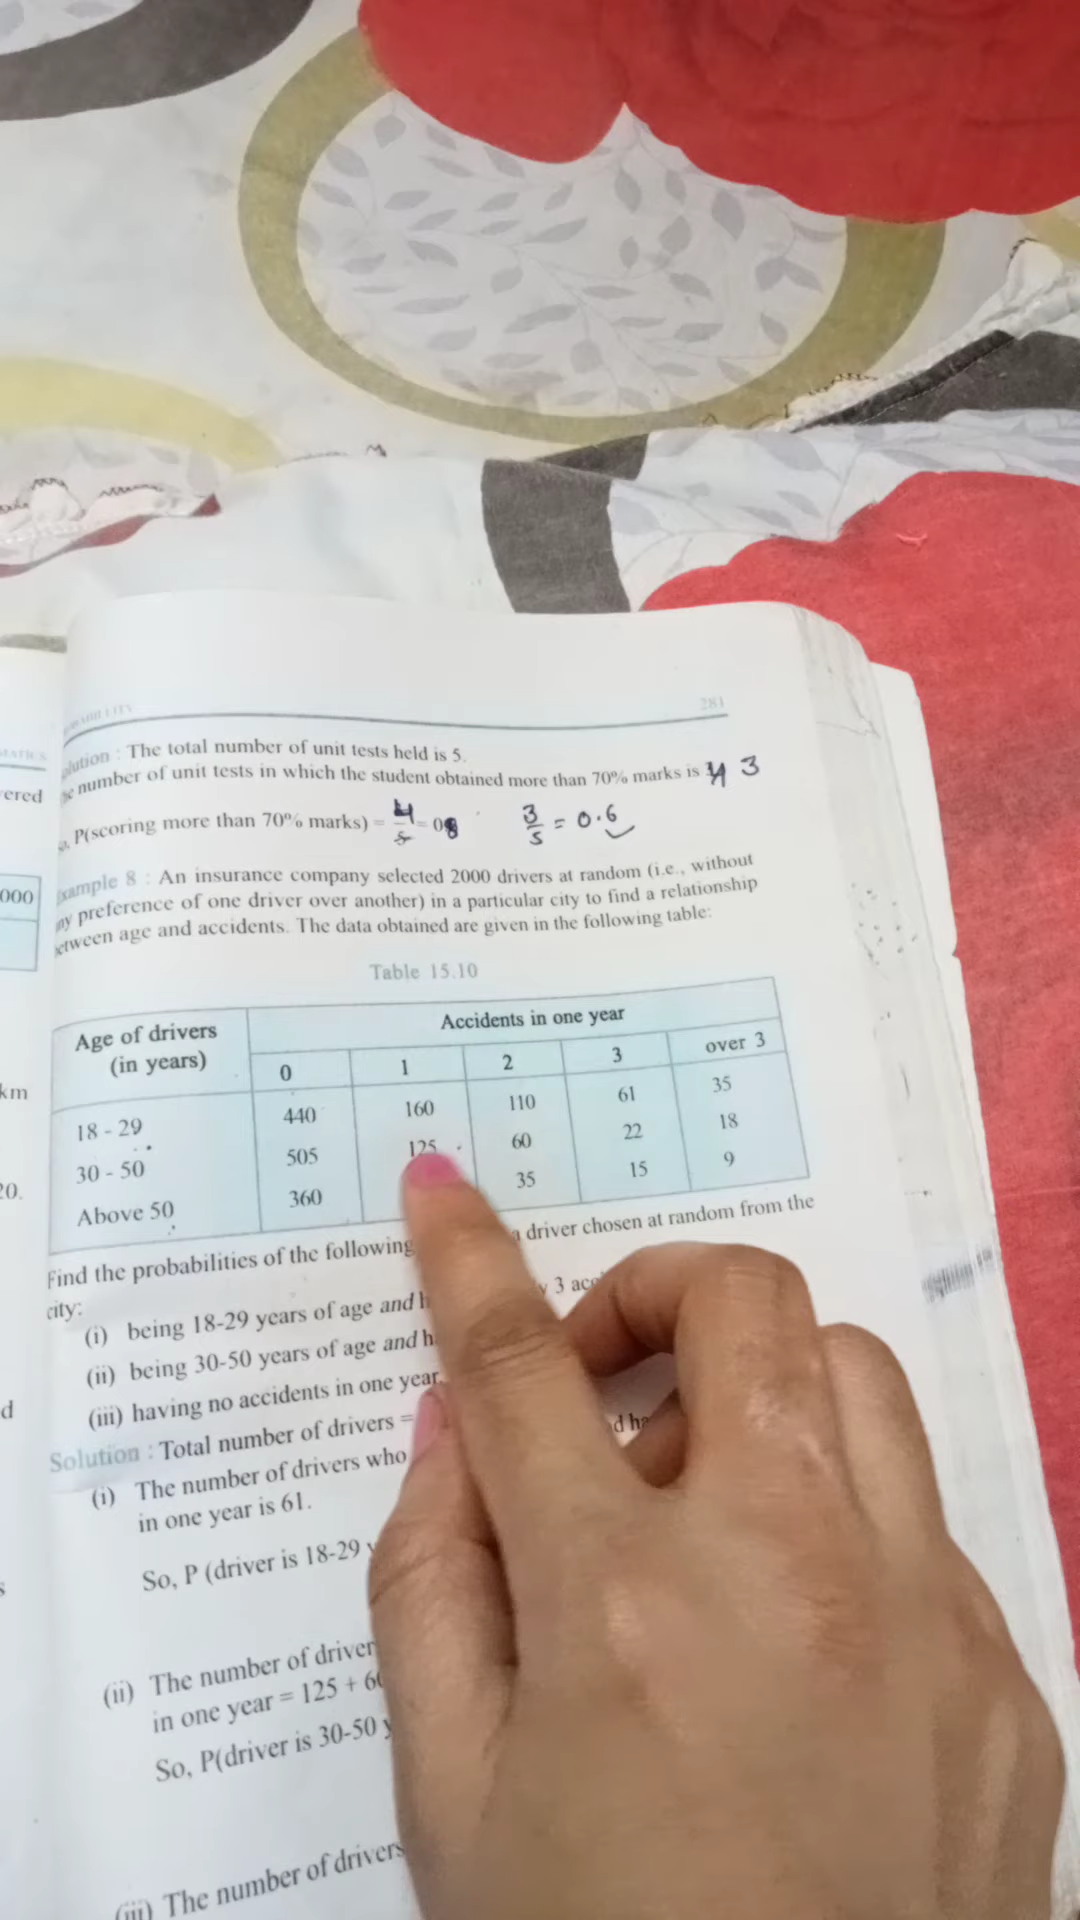 281
MATICS
Solution : The total number of unit tests held is 5.
number of unit tests in which the student obtained more than 70% marks is 3
P(scoring more than 70% marks) = 4/5 = 0.8 3/5 = 0.6
Example 8 : An insurance company selected 2000 drivers at random (i.e., without
preference of one driver over another) in a particular city to find a relationship
between age and accidents. The data obtained are given in the following table:
000
Table 15.10
Age of drivers
(in years)
Accidents in one year
0 1 2 3 over 3
18 - 29 440 160 110 61 35
30 - 50 505 125 60 22 18
Above 50 360 35 15 9
km
20.
Find the probabilities of the following driver chosen at random from the
city:
(i) being 18-29 years of age and 3
(ii) being 30-50 years of age and
(iii) having no accidents in one year.
d
Solution : Total number of drivers =
(i) The number of drivers who
in one year is 61.
So, P (driver is 18-29
s
(ii) The number of
in one year = 125 +
So, P(driver is 30-50
(iii) The number of drivers